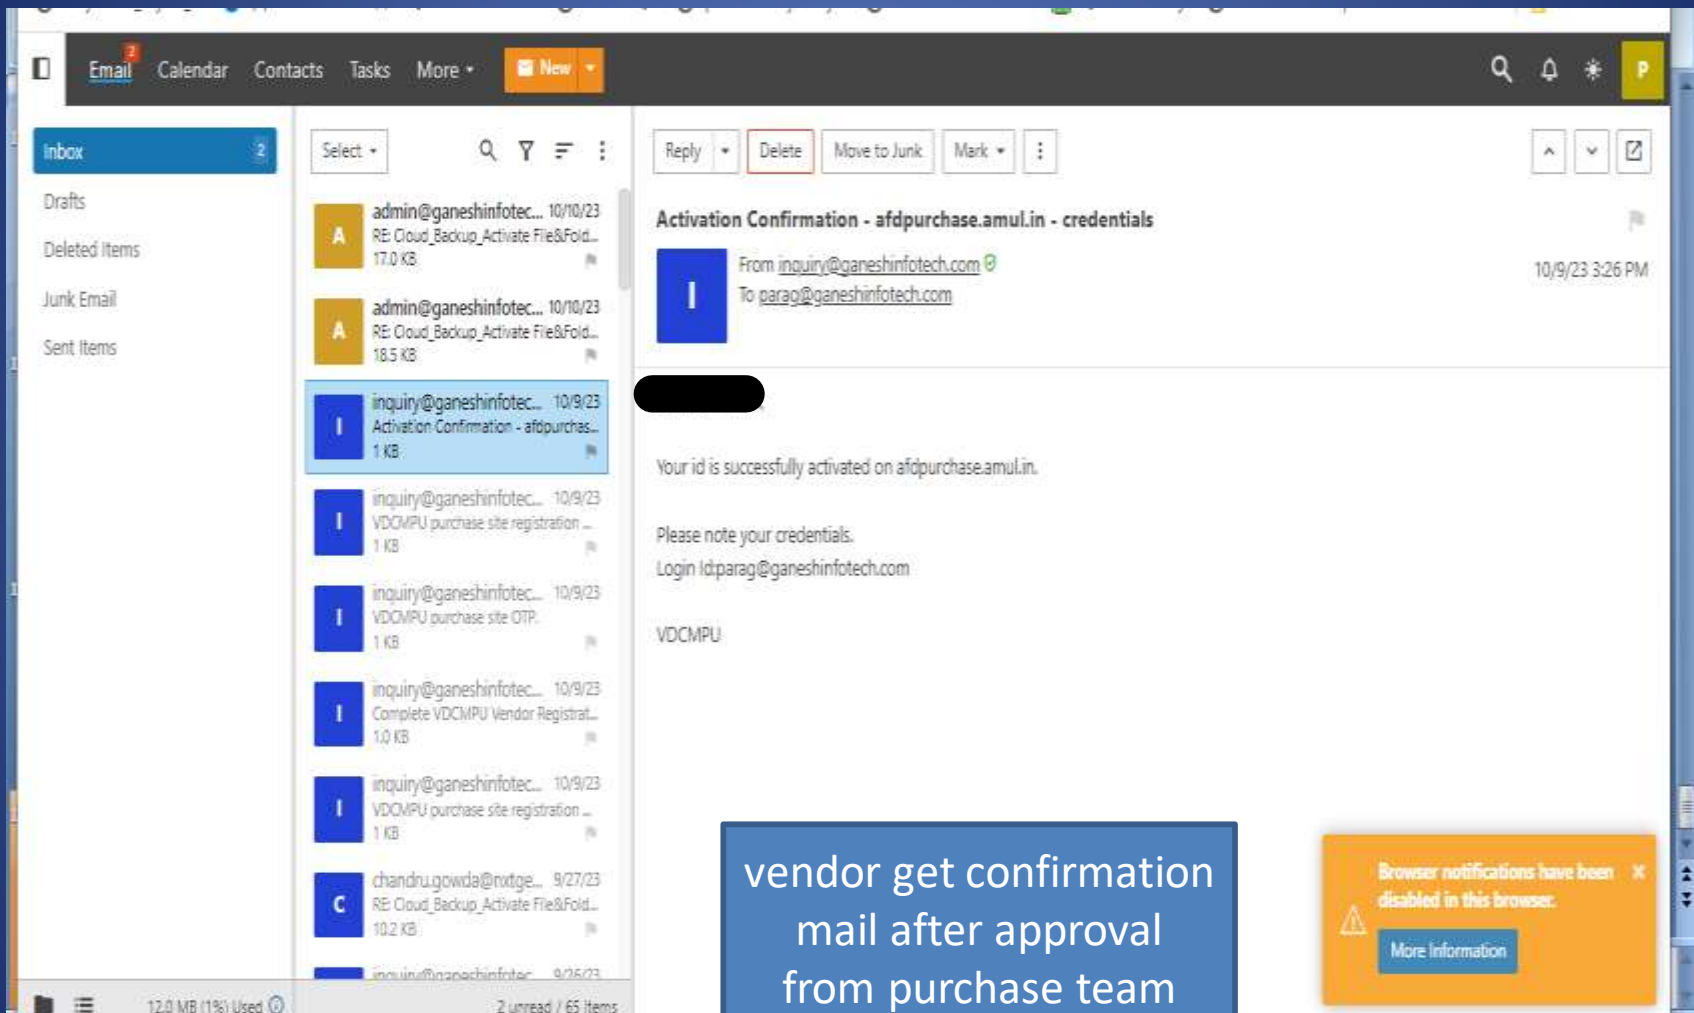 2
Email Calendar Contacts Tasks More New
P
Inbox 2
Drafts
Deleted Items
Junk Email
Sent Items
12.0 MB (1%) Used
Select
A
admin@ganeshinfotec... 10/10/23
RE: Cloud_Backup_Activate File&Fold...
17.0 KB
A
admin@ganeshinfotec... 10/10/23
RE: Cloud_Backup_Activate File&Fold...
18.5 KB
I
inquiry@ganeshinfotec... 10/9/23
Activation Confirmation - afdpurchas...
1 KB
I
inquiry@ganeshinfotec... 10/9/23
VDCMPU purchase site registration ...
1 KB
I
inquiry@ganeshinfotec... 10/9/23
VDCMPU purchase site OTP.
1 KB
I
inquiry@ganeshinfotec... 10/9/23
Complete VDCMPU Vendor Registrat...
1.0 KB
I
inquiry@ganeshinfotec... 10/9/23
VDCMPU purchase site registration ...
1 KB
C
chandru.gowda@nxtge... 9/27/23
RE: Cloud_Backup_Activate File&Fold...
10.2 KB
inquiry@ganeshinfotec... 9/26/23
2 unread / 65 items
Reply Delete Move to Junk Mark
Activation Confirmation - afdpurchase.amul.in - credentials
I
From inquiry@ganeshinfotech.com
To parag@ganeshinfotech.com
10/9/23 3:26 PM
Your id is successfully activated on afdpurchase.amul.in.
Please note your credentials.
Login Id:parag@ganeshinfotech.com
VDCMPU
vendor get confirmation
mail after approval
from purchase team
Browser notifications have been
disabled in this browser.
More Information